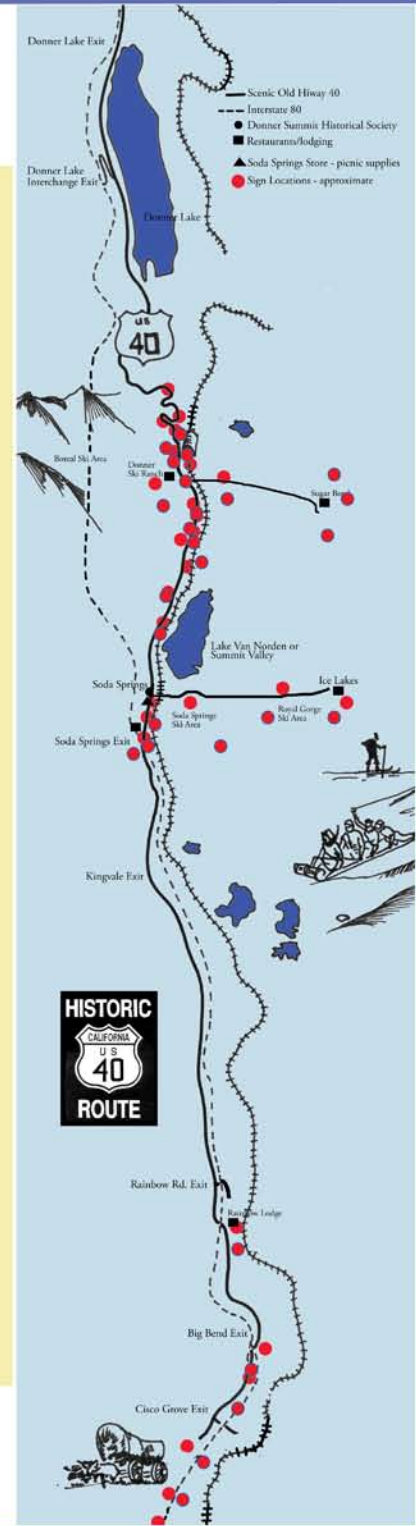 Donner Lake Exit
Scenic Old Hiway 40
Interstate 80
Donner Summit Historical Society
Restaurants/lodging
Soda Springs Store - picnic supplies
Sign Locations - approximate
Donner Lake
Interchange Exit
Donner Lake
US
40
Boreal Ski Area
Donner
Ski Ranch
Sugar Bowl
Lake Van Norden or
Summit Valley
Soda Springs
Ice Lakes
Soda Springs
Ski Area
Royal Gorge
Ski Area
Soda Springs Exit
Kingvale Exit
HISTORIC
CALIFORNIA
US
40
ROUTE
Rainbow Rd. Exit
Rainbow Lodge
Big Bend Exit
Cisco Grove Exit